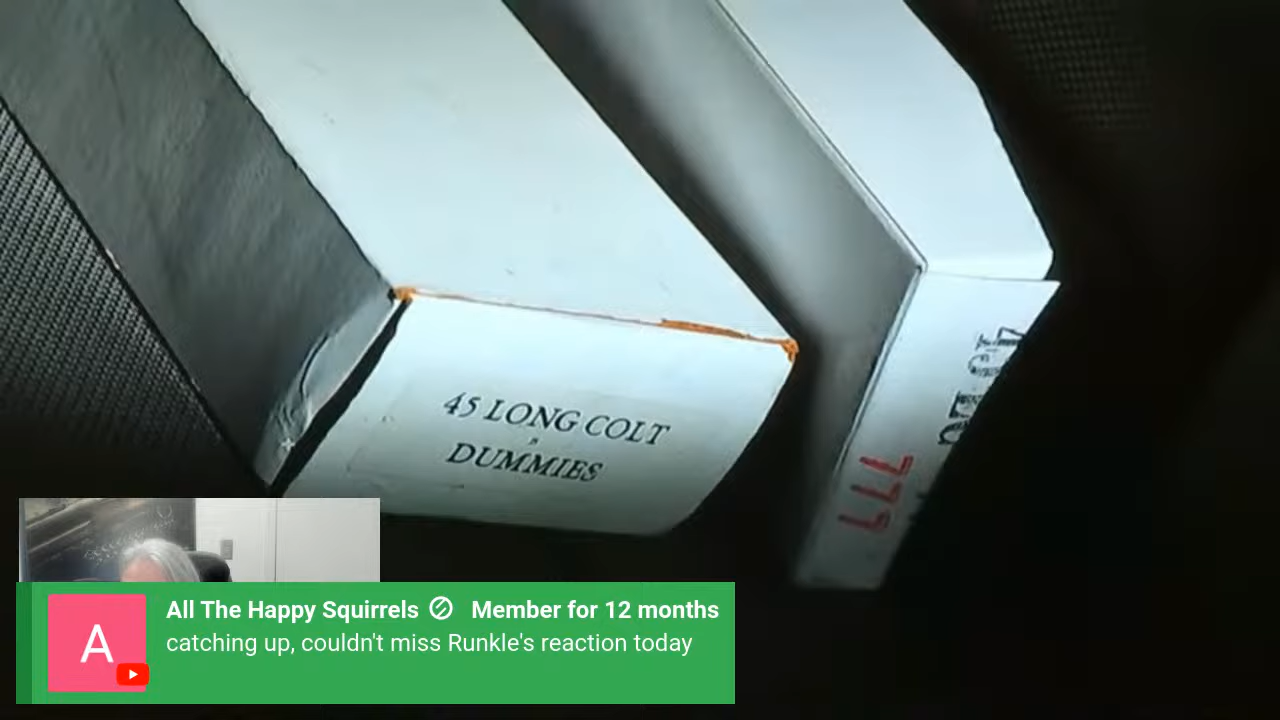 45 LONG COLT
DUMMIES
A
All The Happy Squirrels Member for 12 months
catching up, couldn't miss Runkle's reaction today